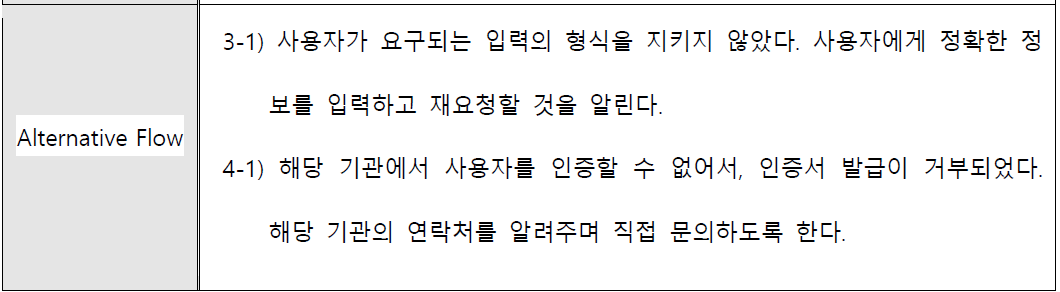 Alternative Flow
3-1) 사용자가 요구되는 입력의 형식을 지키지 않았다. 사용자에게 정확한 정
보를 입력하고 재요청할 것을 알린다.
4-1) 해당 기관에서 사용자를 인증할 수 없어서, 인증서 발급이 거부되었다.
해당 기관의 연락처를 알려주며 직접 문의하도록 한다.